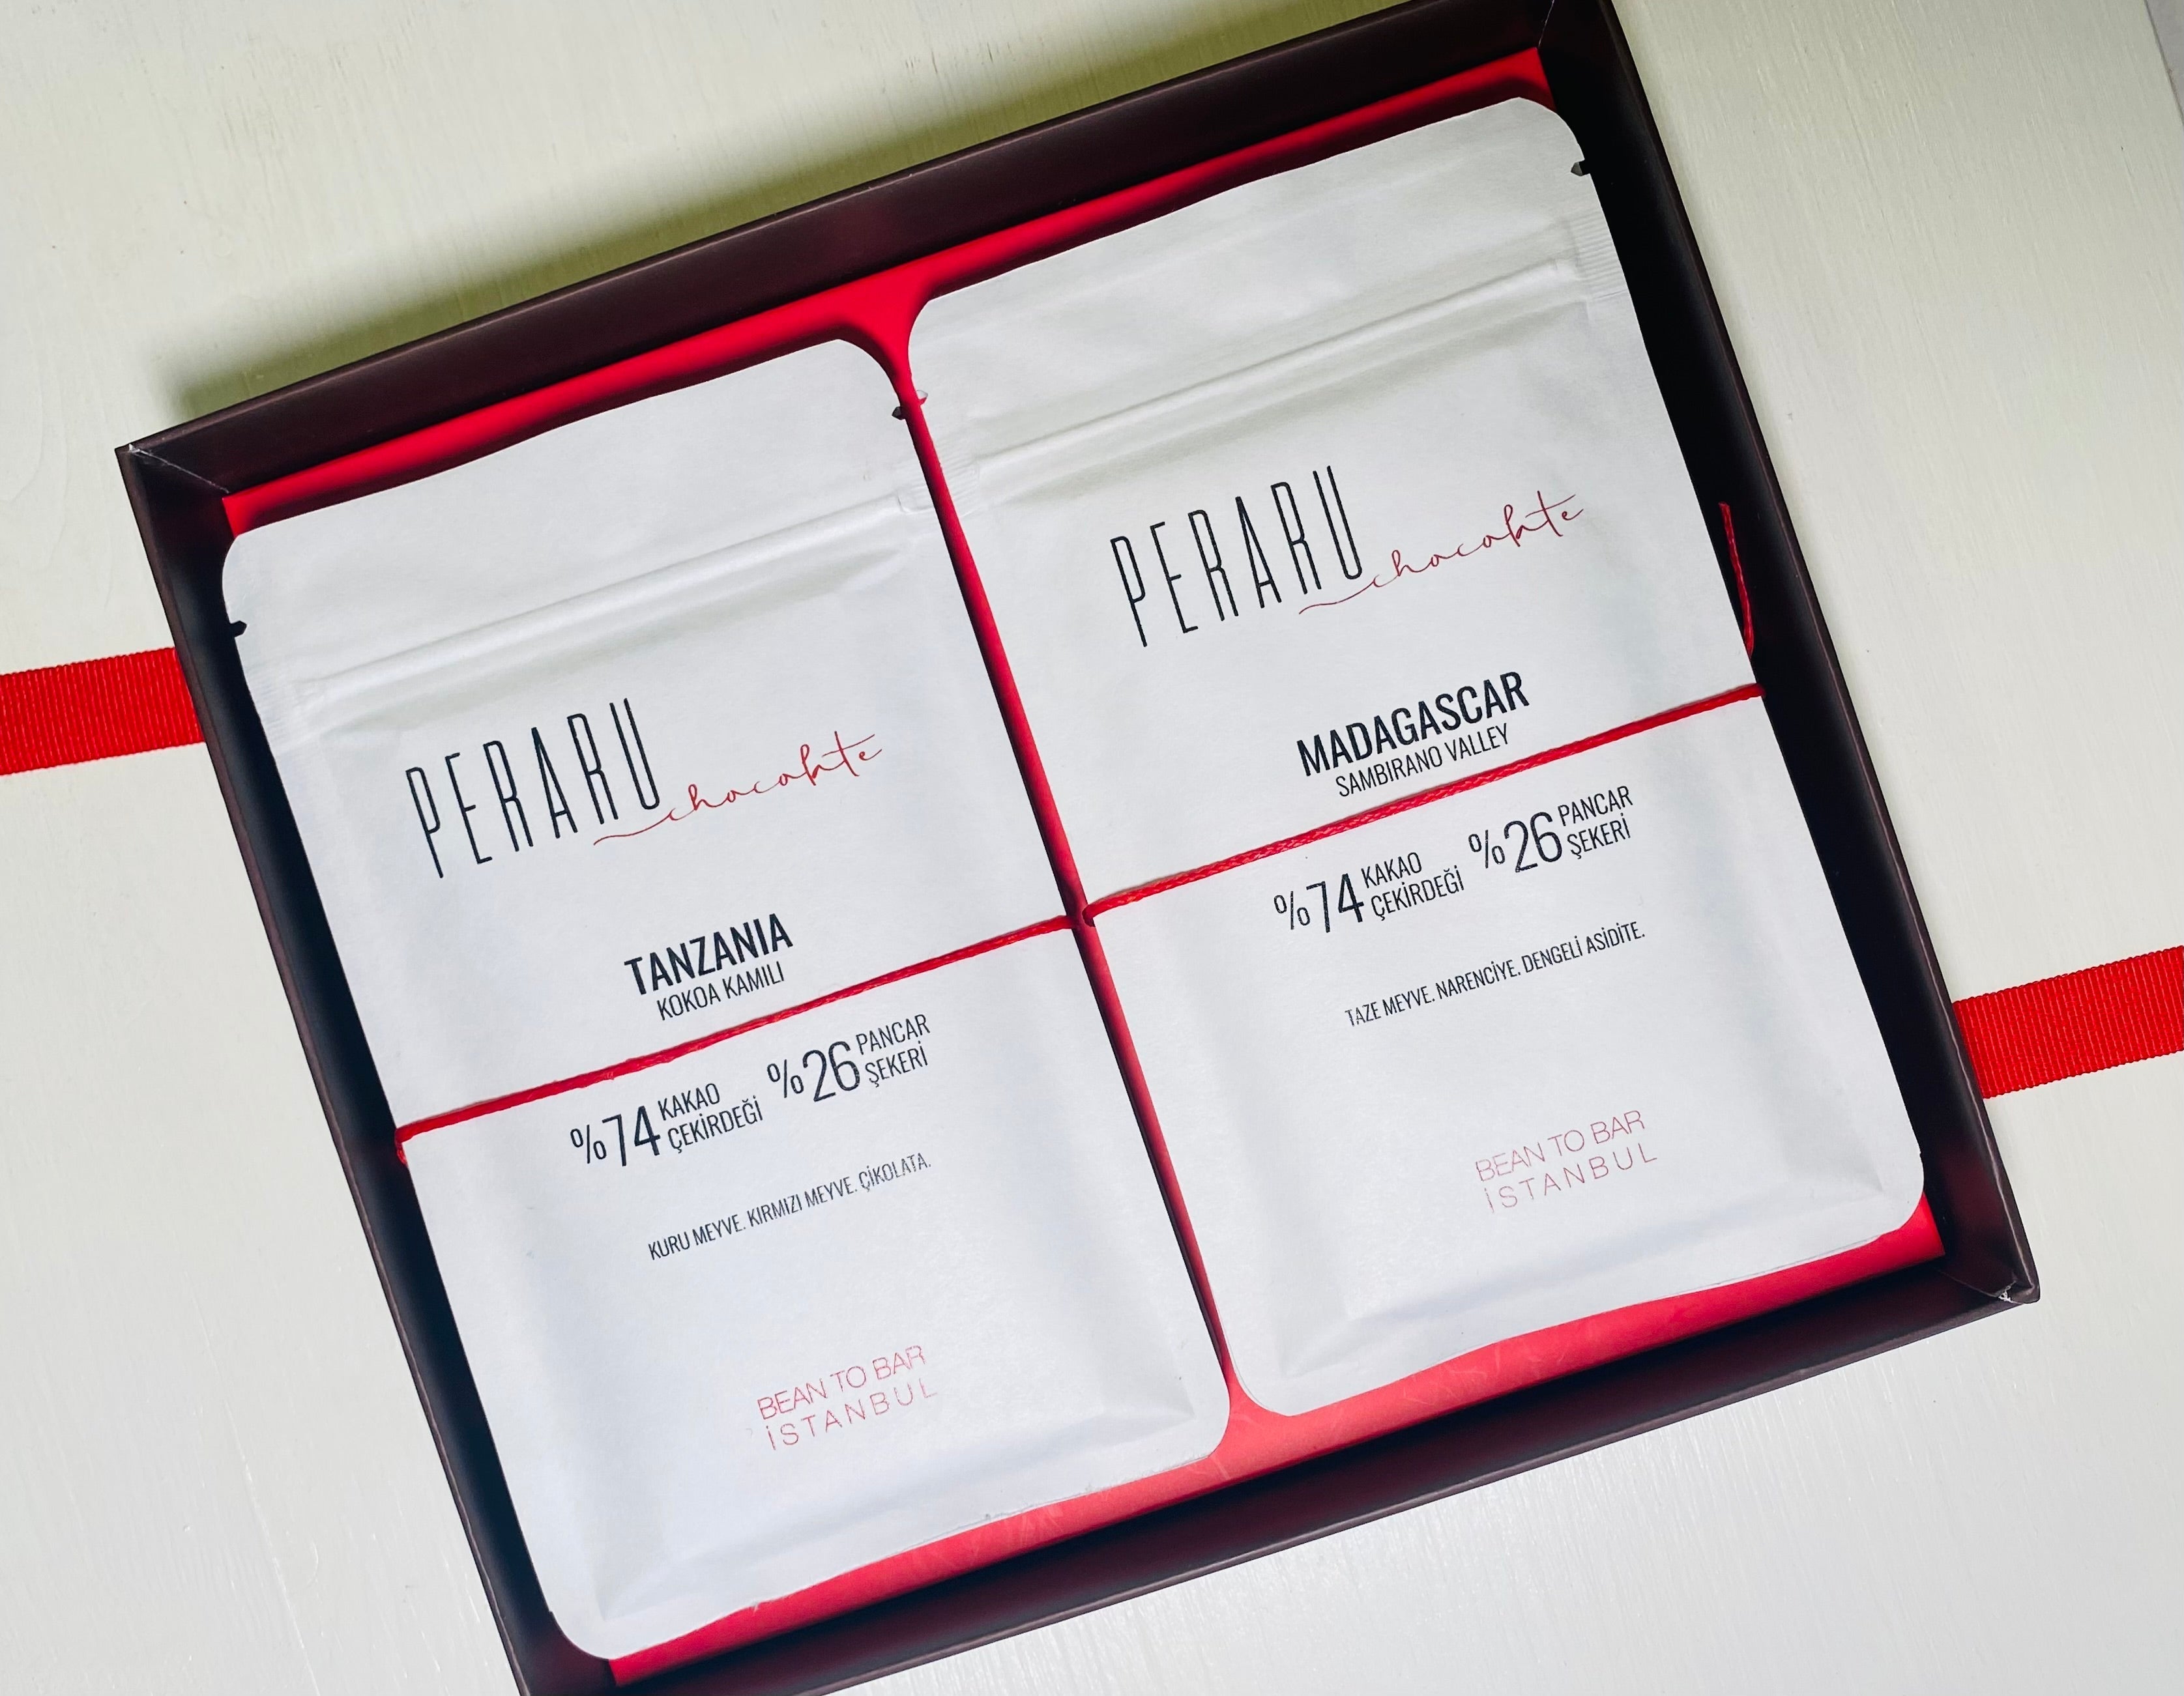 PERARU chocolate
TANZANIA
KOKOA KAMILI
%74 KAKAO ÇEKİRDEĞİ %26 PANCAR ŞEKERİ
KURU MEYVE. KIRMIZI MEYVE. ÇİKOLATA.
BEAN TO BAR
İSTANBUL
PERARU chocolate
MADAGASCAR
SAMBIRANO VALLEY
%74 KAKAO ÇEKİRDEĞİ %26 PANCAR ŞEKERİ
TAZE MEYVE. NARENCİYE. DENGELİ ASİDİTE.
BEAN TO BAR
İSTANBUL